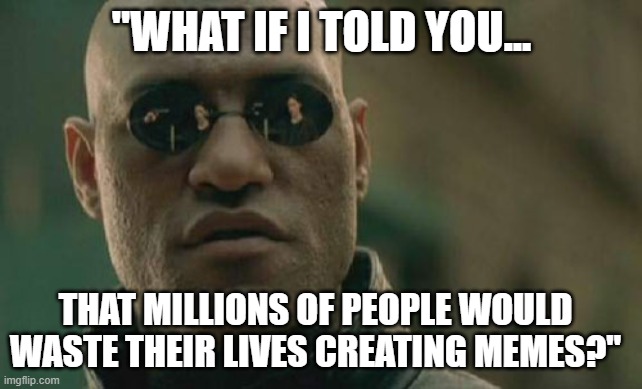 "WHAT IF I TOLD YOU...
THAT MILLIONS OF PEOPLE WOULD
WASTE THEIR LIVES CREATING MEMES?"
imgflip.com